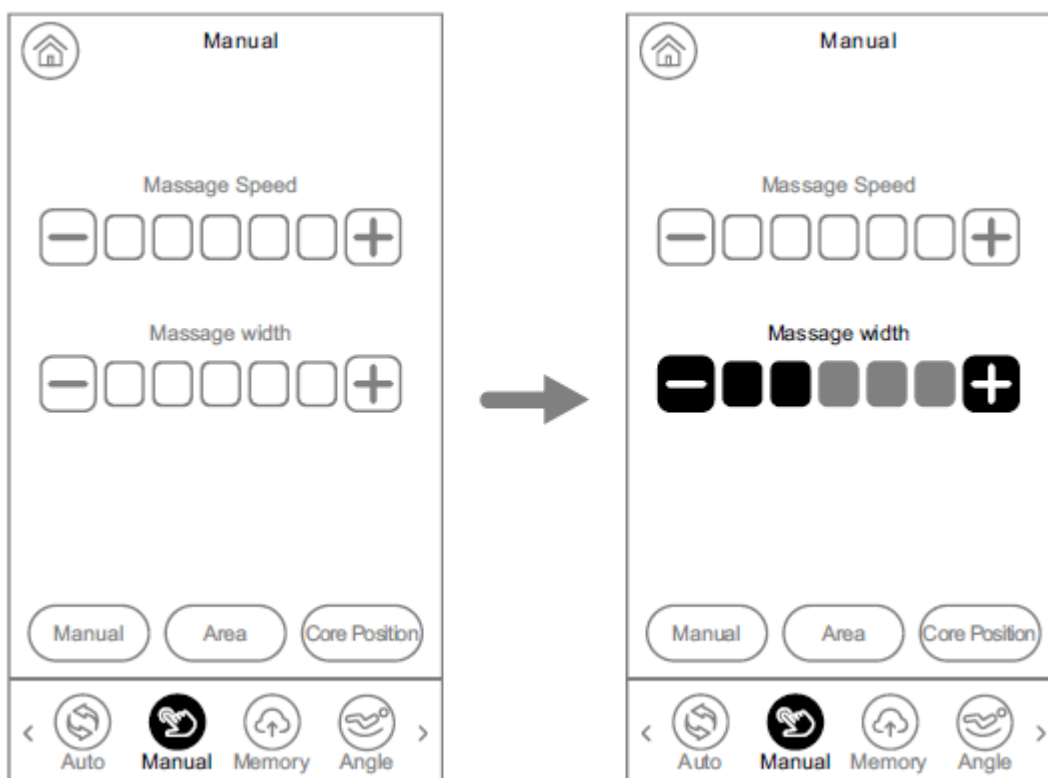 Manual
Massage Speed
Massage width
Manual Area Core Position
Auto Manual Memory Angle
Manual
Massage Speed
Massage width
Manual Area Core Position
Auto Manual Memory Angle